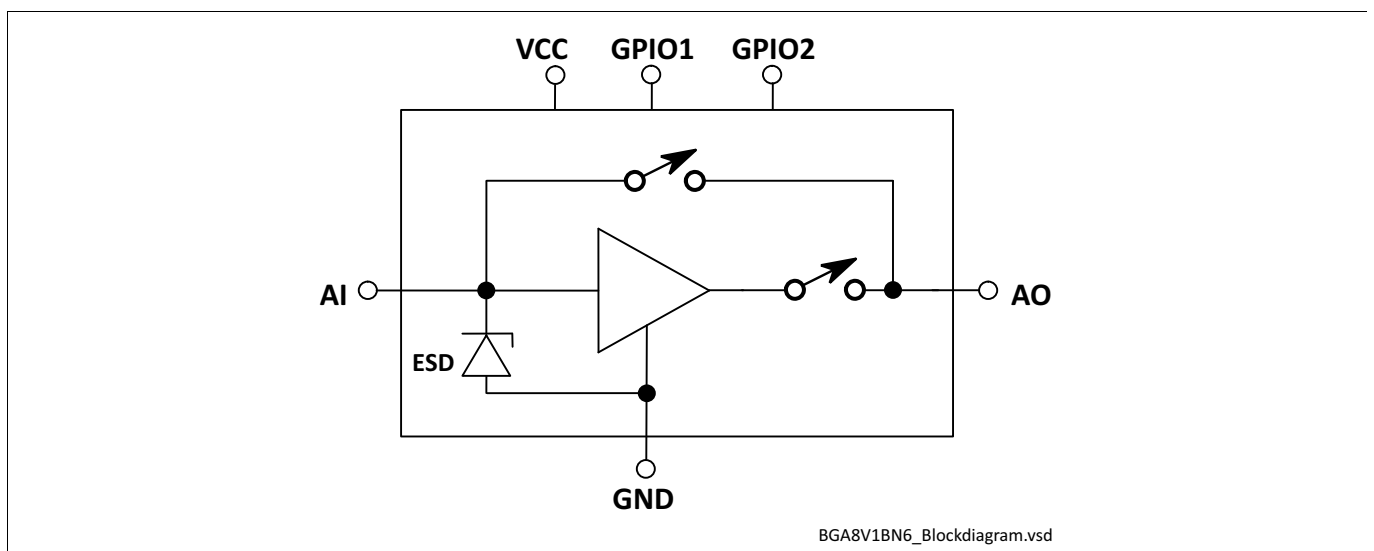 VCC GPIO1 GPIO2
AI
AO
ESD
GND
BGA8V1BN6_Blockdiagram.vsd